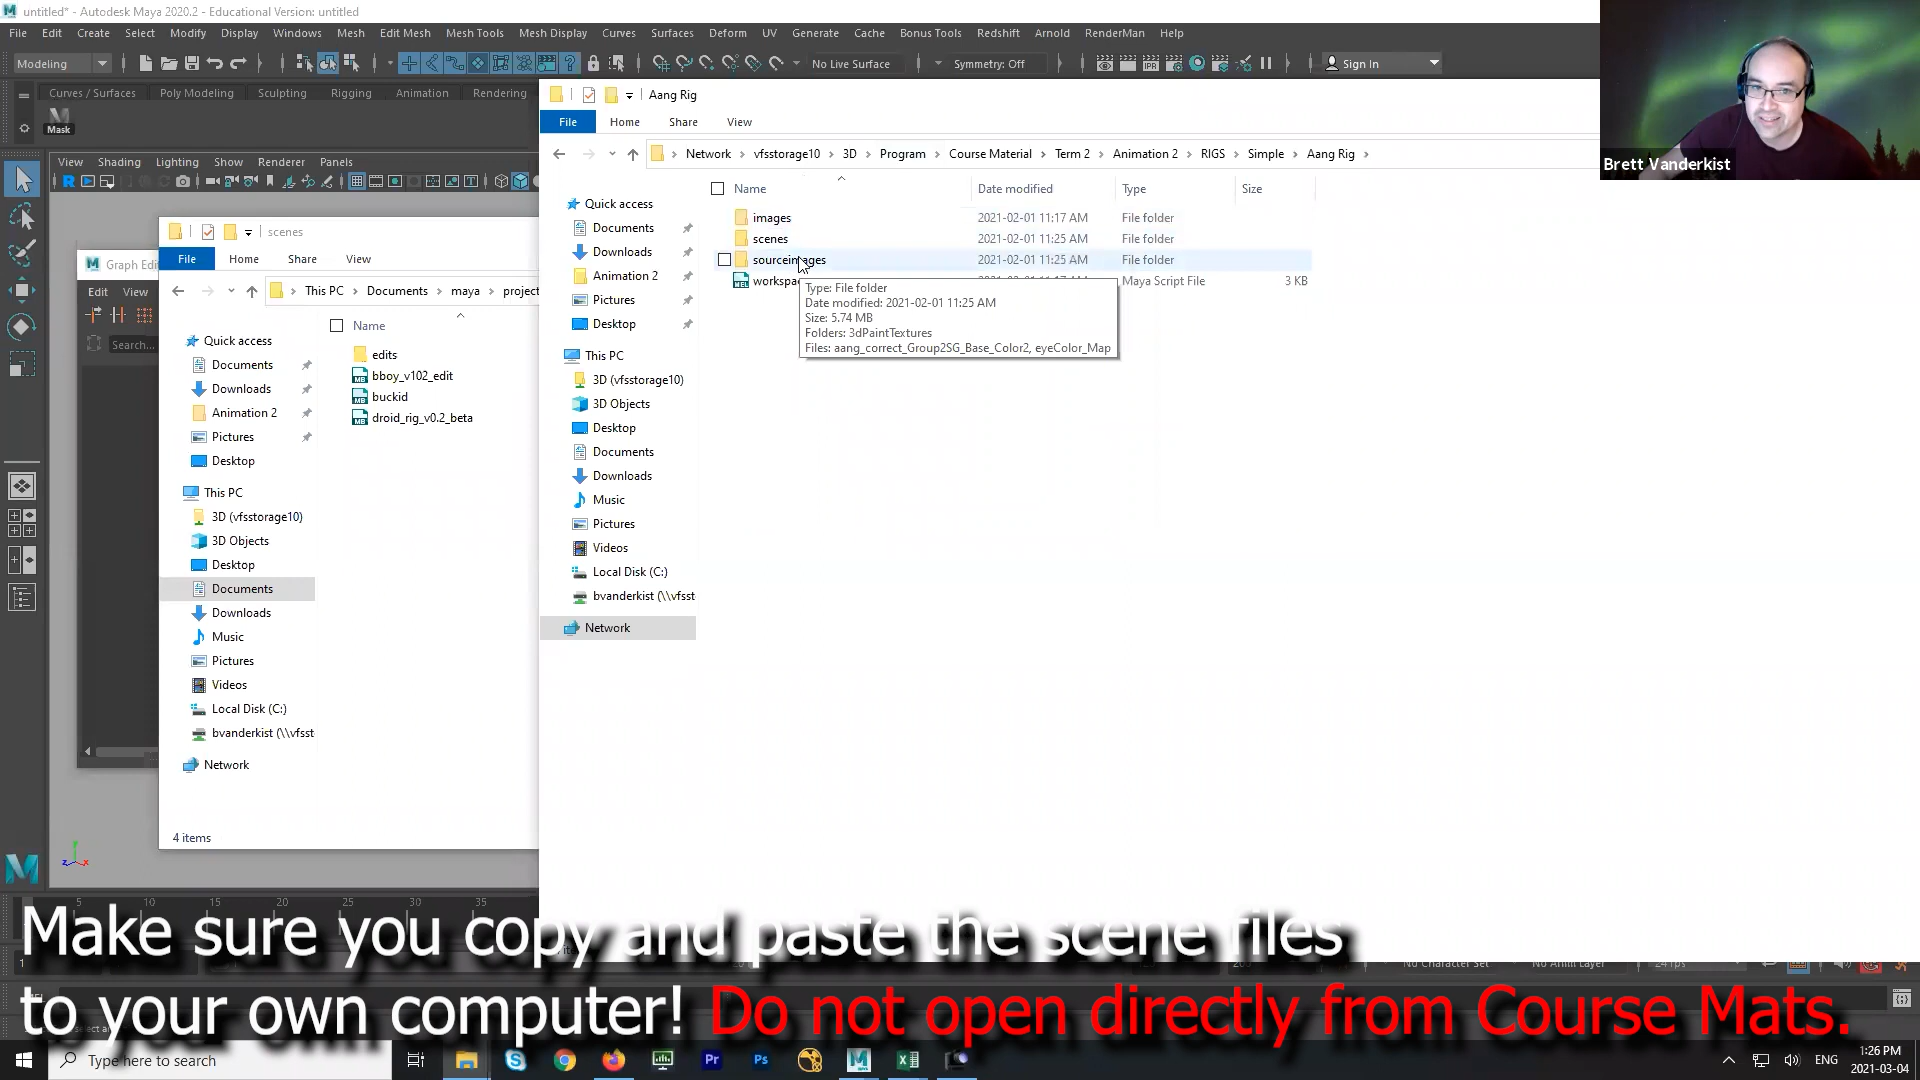 untitled* - Autodesk Maya 2020.2 - Educational Version: untitled
File Edit Create Select Modify Display Windows Mesh Edit Mesh Mesh Tools Mesh Display Curves Surfaces Deform UV Generate Cache Bonus Tools Redshift Arnold RenderMan Help
Modeling No Live Surface Symmetry: Off Sign In
Curves / Surfaces Poly Modeling Sculpting Rigging Animation Rendering
Mask
View Shading Lighting Show Renderer Panels
Brett Vanderkist
Aang Rig
File Home Share View
Network vfsstorage10 3D Program Course Material Term 2 Animation 2 RIGS Simple Aang Rig
Name Date modified Type Size
images 2021-02-01 11:17 AM File folder
scenes 2021-02-01 11:25 AM File folder
sourceimages 2021-02-01 11:25 AM File folder
Maya Script File 3 KB
Type: File folder
Date modified: 2021-02-01 11:25 AM
Size: 5.74 MB
Folders: 3dPaintTextures
Files: aang_correct_Group2SG_Base_Color2, eyeColor_Map
Quick access
Documents
Downloads
Animation 2
Pictures
Desktop
This PC
3D (vfsstorage10)
3D Objects
Desktop
Documents
Downloads
Music
Pictures
Videos
Local Disk (C:)
bvanderkist (\\vfsst
Network
Edit View
Search...
scenes
File Home Share View
This PC Documents maya project
Name
edits
bboy_v102_edit
buckid
droid_rig_v0.2_beta
Quick access
Documents
Downloads
Animation 2
Pictures
Desktop
This PC
3D (vfsstorage10)
3D Objects
Desktop
Documents
Downloads
Music
Pictures
Videos
Local Disk (C:)
bvanderkist (\\vfsst
Network
4 items
5 10 15 20 25 30 35
Make sure you copy and paste the scene files
to your own computer! Do not open directly from Course Mats.
Type here to search
ENG
1:26 PM
2021-03-04